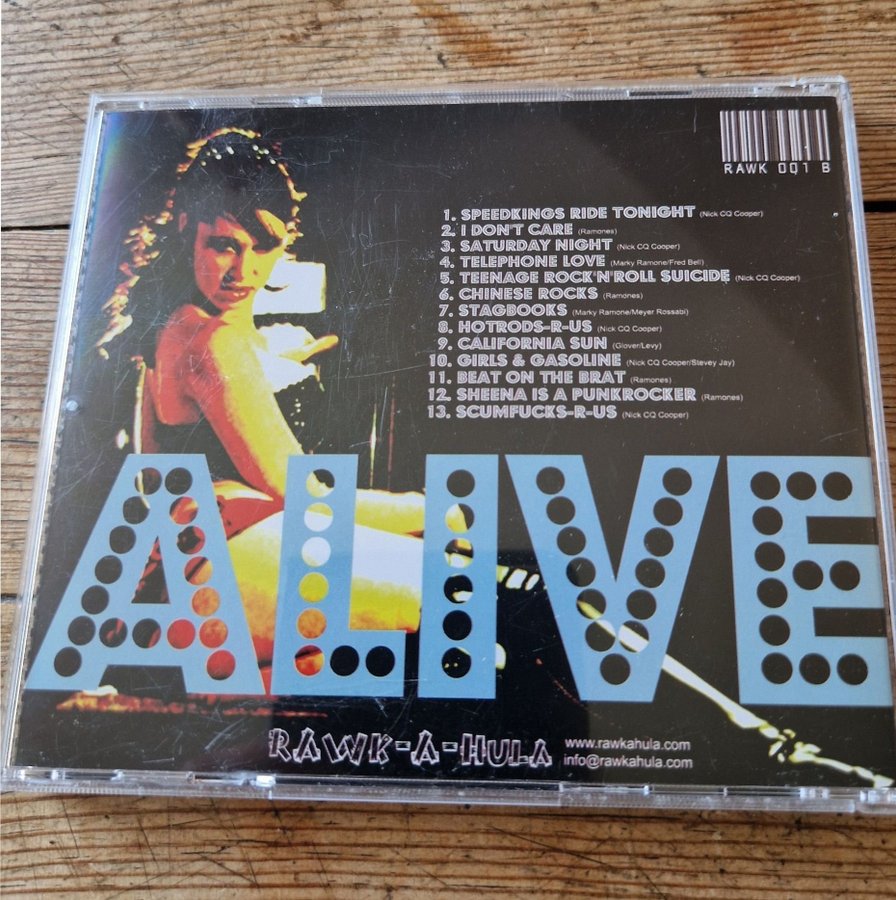 RAWK 001 B
1. SPEEDKINGS RIDE TONIGHT (Nick CQ Cooper)
2. I DON'T CARE (Ramones)
3. SATURDAY NIGHT (Nick CQ Cooper)
4. TELEPHONE LOVE (Marky Ramone/Fred Bell)
5. TEENAGE ROCK'N'ROLL SUICIDE (Nick CQ Cooper)
6. CHINESE ROCKS (Ramones)
7. STAGBOOKS (Marky Ramone/Meyer Rossabi)
8. HOTRODS-R-US (Nick CQ Cooper)
9. CALIFORNIA SUN (Glover/Levy)
10. GIRLS & GASOLINE (Nick CQ Cooper/Stevey Jay)
11. BEAT ON THE BRAT (Ramones)
12. SHEENA IS A PUNKROCKER (Ramones)
13. SCUMFUCKS-R-US (Nick CQ Cooper)
ALIVE
RAWK-A-HULA
www.rawkahula.com
info@rawkahula.com